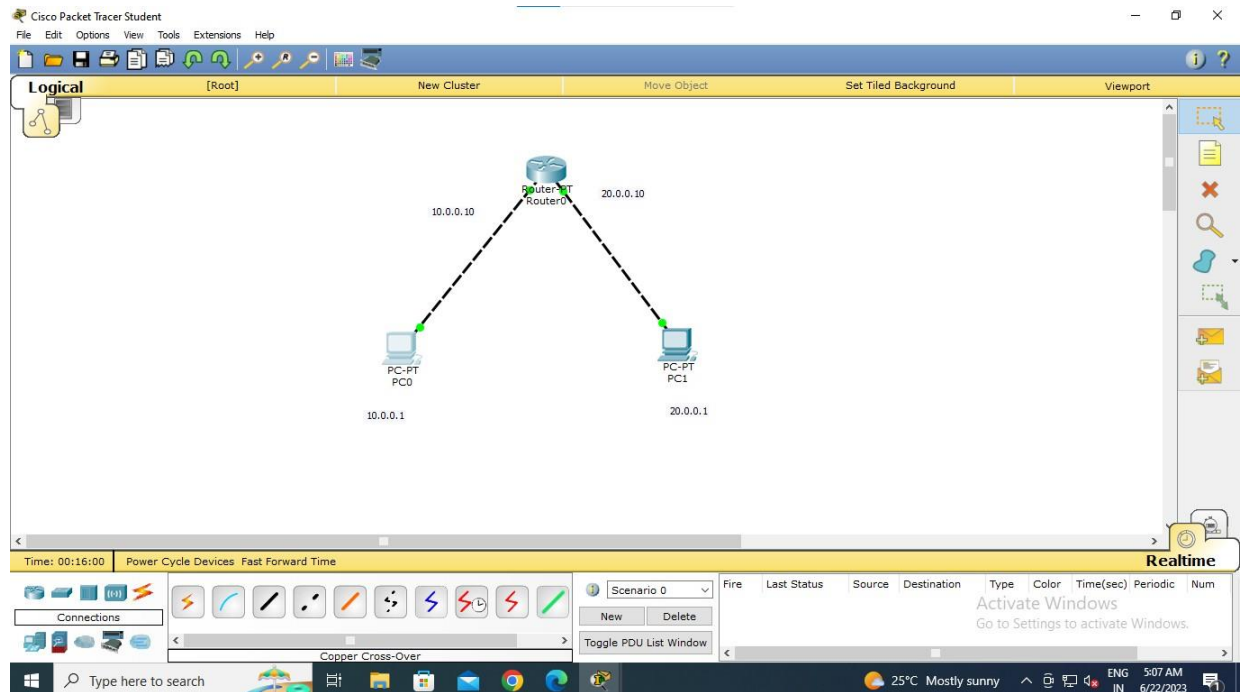 Cisco Packet Tracer Student
File Edit Options View Tools Extensions Help
Logical [Root] New Cluster Move Object Set Tiled Background Viewport
Router-PT
Router0
20.0.0.10
10.0.0.10
PC-PT
PC0
PC-PT
PC1
10.0.0.1
20.0.0.1
Time: 00:16:00 Power Cycle Devices Fast Forward Time Realtime
Connections
Copper Cross-Over
Scenario 0
New Delete
Toggle PDU List Window
Fire Last Status Source Destination Type Color Time(sec) Periodic Num
Activate Windows
Go to Settings to activate Windows.
Type here to search
25°C Mostly sunny
ENG
IN
5:07 AM
6/22/2023